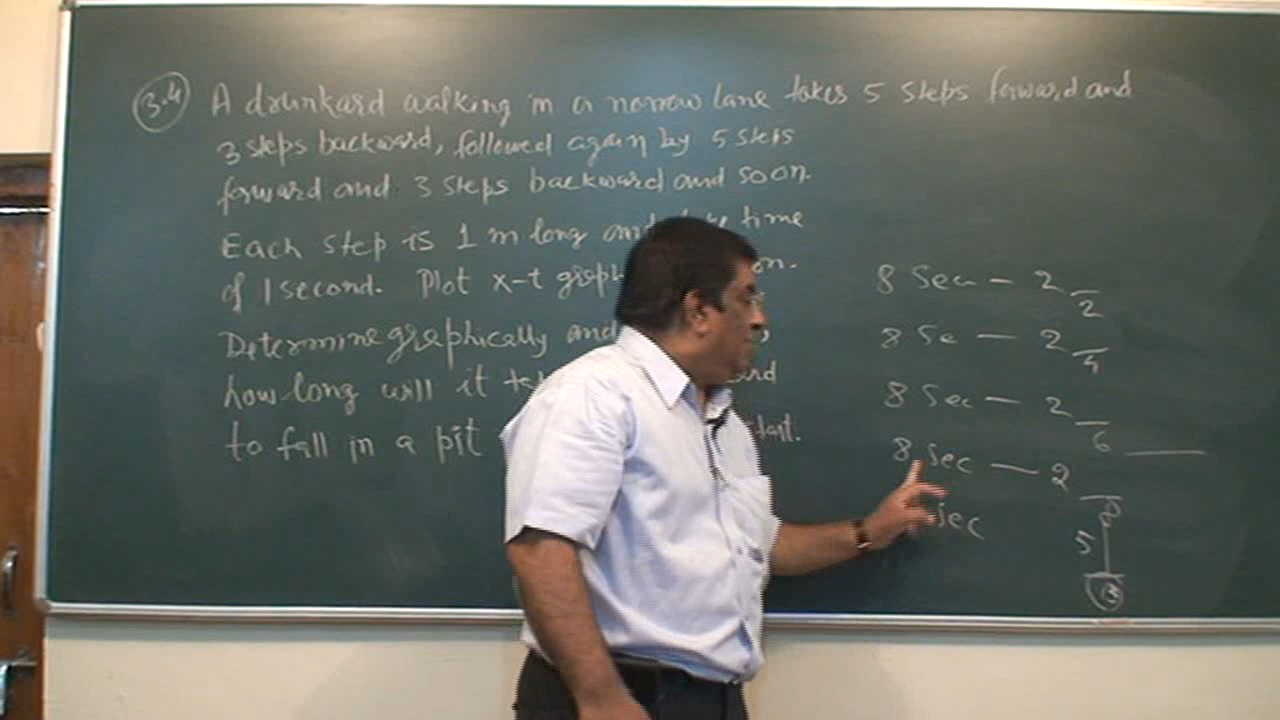 3.4 A drunkard walking in a narrow lane takes 5 steps forward and
3 steps backward, followed again by 5 steps
forward and 3 steps backward and so on.
Each step is 1 m long and time
of 1 second. Plot x-t
Determine graphically and
how long will it
to fall in a pit start.
8 Sec — 2
2
8 Se — 2
4
8 Sec — 2
6
8 Sec — 2
8
sec
5
13